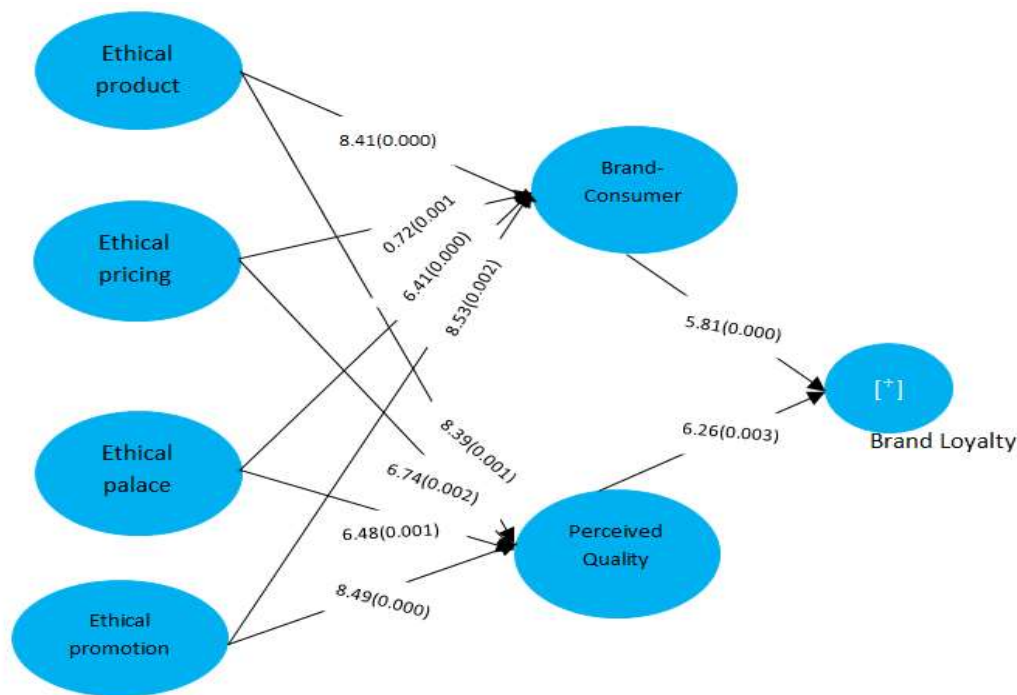 Ethical
product
8.41(0.000)
Brand-
Consumer
0.72(0.001
Ethical
pricing
6.41(0.000)
8.53(0.002)
5.81(0.000)
[+]
Brand Loyalty
8.39(0.001)
6.74(0.002)
6.26(0.003)
Ethical
palace
6.48(0.001)
Perceived
Quality
8.49(0.000)
Ethical
promotion